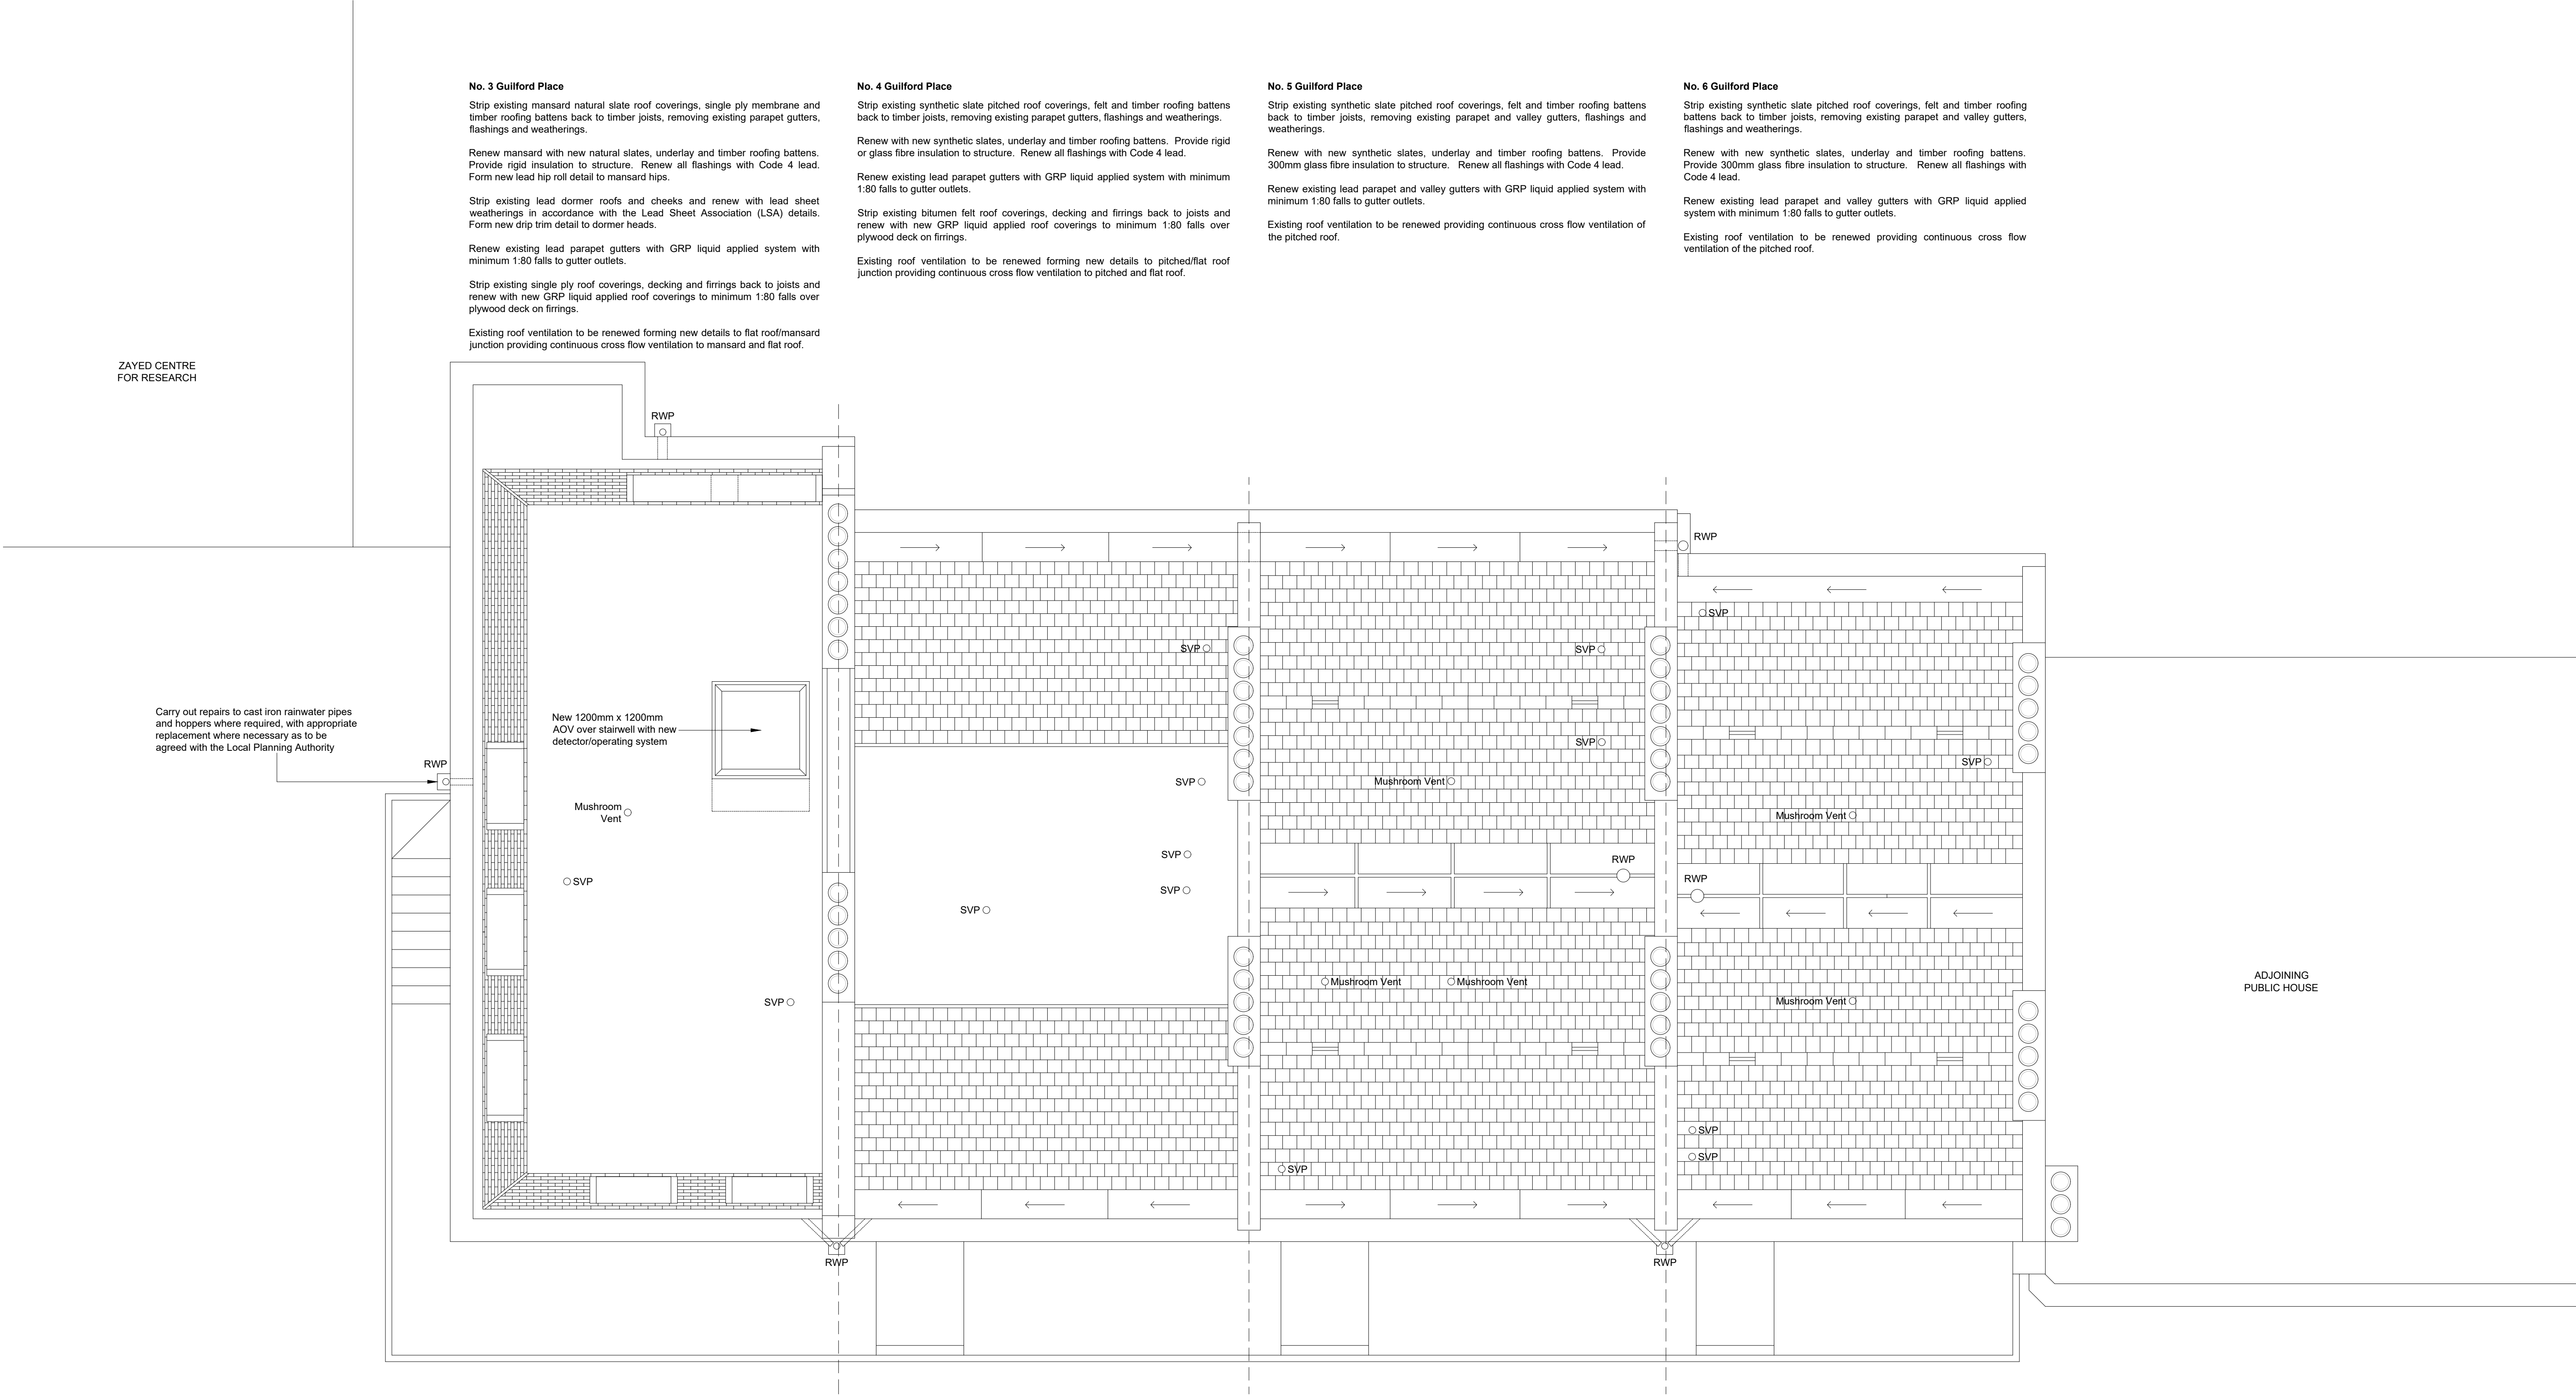 No. 3 Guilford Place
Strip existing mansard natural slate roof coverings, single ply membrane and
timber roofing battens back to timber joists, removing existing parapet gutters,
flashings and weatherings.
Renew mansard with new natural slates, underlay and timber roofing battens.
Provide rigid insulation to structure. Renew all flashings with Code 4 lead.
Form new lead hip roll detail to mansard hips.
Strip existing lead dormer roofs and cheeks and renew with lead sheet
weatherings in accordance with the Lead Sheet Association (LSA) details.
Form new drip trim detail to dormer heads.
Renew existing lead parapet gutters with GRP liquid applied system with
minimum 1:80 falls to gutter outlets.
Strip existing single ply roof coverings, decking and firrings back to joists and
renew with new GRP liquid applied roof coverings to minimum 1:80 falls over
plywood deck on firrings.
Existing roof ventilation to be renewed forming new details to flat roof/mansard
junction providing continuous cross flow ventilation to mansard and flat roof.
No. 4 Guilford Place
Strip existing synthetic slate pitched roof coverings, felt and timber roofing battens
back to timber joists, removing existing parapet gutters, flashings and weatherings.
Renew with new synthetic slates, underlay and timber roofing battens. Provide rigid
or glass fibre insulation to structure. Renew all flashings with Code 4 lead.
Renew existing lead parapet gutters with GRP liquid applied system with minimum
1:80 falls to gutter outlets.
Strip existing bitumen felt roof coverings, decking and firrings back to joists and
renew with new GRP liquid applied roof coverings to minimum 1:80 falls over
plywood deck on firrings.
Existing roof ventilation to be renewed forming new details to pitched/flat roof
junction providing continuous cross flow ventilation to pitched and flat roof.
No. 5 Guilford Place
Strip existing synthetic slate pitched roof coverings, felt and timber roofing battens
back to timber joists, removing existing parapet and valley gutters, flashings and
weatherings.
Renew with new synthetic slates, underlay and timber roofing battens. Provide
300mm glass fibre insulation to structure. Renew all flashings with Code 4 lead.
Renew existing lead parapet and valley gutters with GRP liquid applied system with
minimum 1:80 falls to gutter outlets.
Existing roof ventilation to be renewed providing continuous cross flow ventilation of
the pitched roof.
No. 6 Guilford Place
Strip existing synthetic slate pitched roof coverings, felt and timber roofing
battens back to timber joists, removing existing parapet and valley gutters,
flashings and weatherings.
Renew with new synthetic slates, underlay and timber roofing battens.
Provide 300mm glass fibre insulation to structure. Renew all flashings with
Code 4 lead.
Renew existing lead parapet and valley gutters with GRP liquid applied
system with minimum 1:80 falls to gutter outlets.
Existing roof ventilation to be renewed providing continuous cross flow
ventilation of the pitched roof.
ZAYED CENTRE
FOR RESEARCH
RWP
RWP
SVP
SVP
SVP
Carry out repairs to cast iron rainwater pipes
and hoppers where required, with appropriate
replacement where necessary as to be
agreed with the Local Planning Authority
New 1200mm x 1200mm
AOV over stairwell with new
detector/operating system
SVP
RWP
SVP
SVP
Mushroom Vent
Mushroom
Vent
Mushroom Vent
SVP
RWP
SVP
RWP
SVP
SVP
ADJOINING
PUBLIC HOUSE
Mushroom Vent
Mushroom Vent
SVP
Mushroom Vent
SVP
SVP
SVP
RWP
RWP